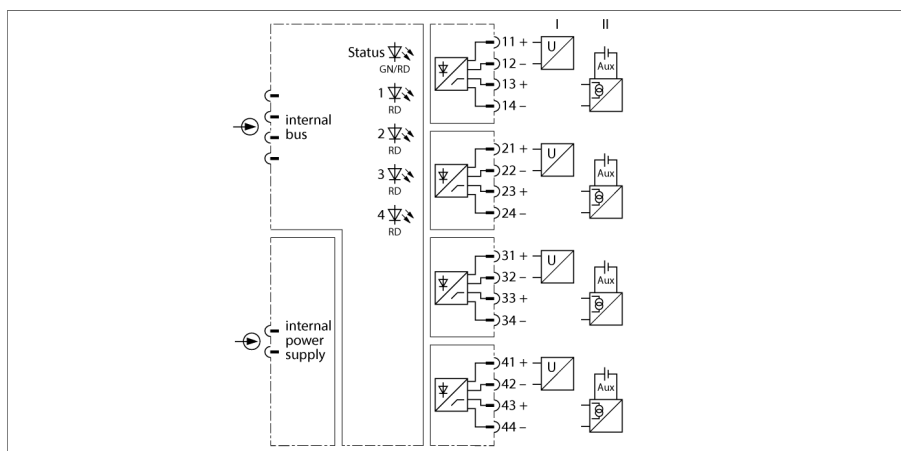 I II
Status
GN/RD
1
RD
2
RD
3
RD
4
RD
internal
bus
internal
power
supply
11 +
12 –
13 +
14 –
U
Aux
21 +
22 –
23 +
24 –
U
Aux
31 +
32 –
33 +
34 –
U
Aux
41 +
42 –
43 +
44 –
U
Aux